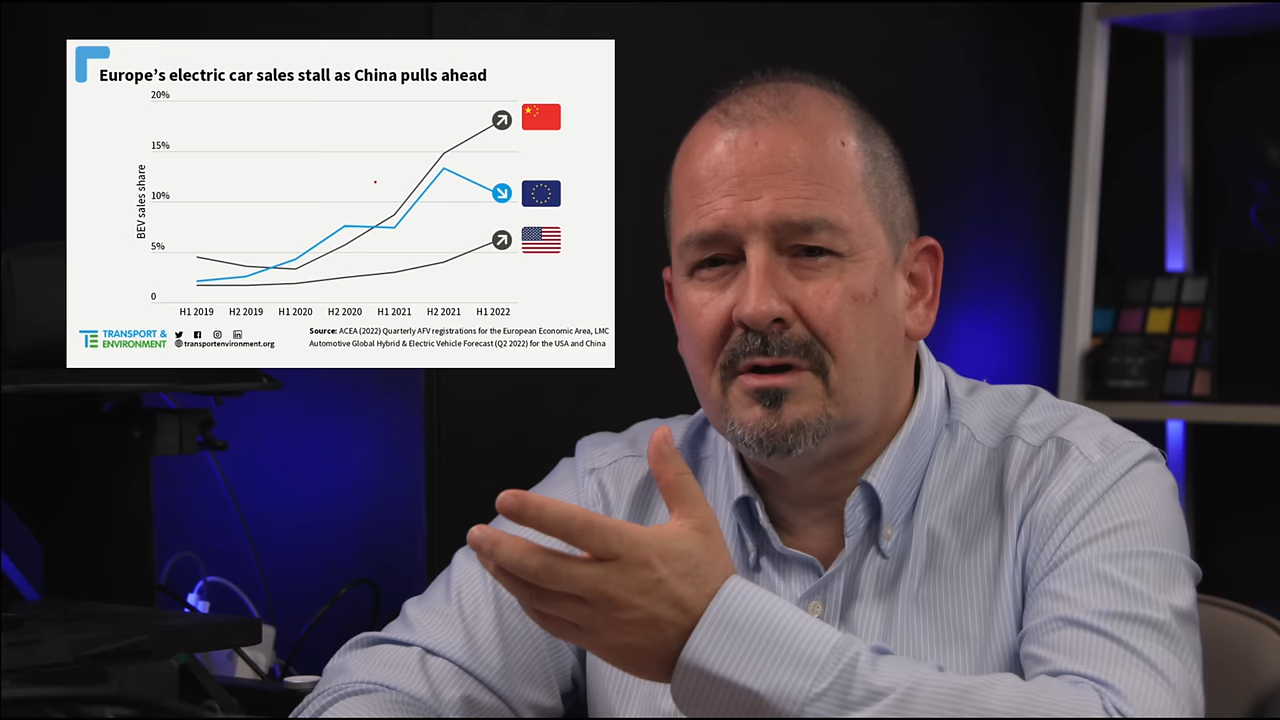 Europe's electric car sales stall as China pulls ahead
20%
15%
10%
5%
0
BEV sales share
H1 2019 H2 2019 H1 2020 H2 2020 H1 2021 H2 2021 H1 2022
TRANSPORT &
ENVIRONMENT
transportenvironment.org
Source: ACEA (2022) Quarterly AFV registrations for the European Economic Area, LMC
Automotive Global Hybrid & Electric Vehicle Forecast (Q2 2022) for the USA and China